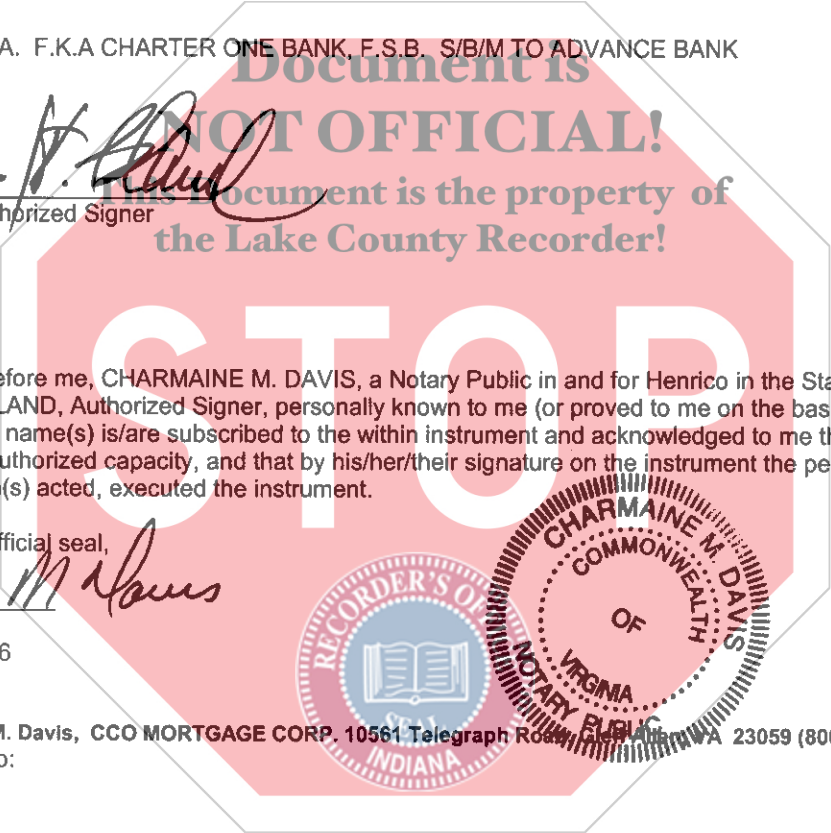 A. F.K.A CHARTER ONE BANK, F.S.B. S/B/M TO ADVANCE BANK
Document is
NOT OFFICIAL!
This Document is the property of
the Lake County Recorder!
H.
horized Signer
STOP
efore me, CHARMAINE M. DAVIS, a Notary Public in and for Henrico in the Sta
LAND, Authorized Signer, personally known to me (or proved to me on the bas
name(s) is/are subscribed to the within instrument and acknowledged to me th
uthorized capacity, and that by his/her/their signature on the instrument the pe
(s) acted, executed the instrument.
fficial seal,
M Davis
CHARMAINE M. DAVIS
COMMONWEALTH
OF
VIRGINIA
NOTARY PUBLIC
RECORDER'S OF
SEAL
INDIANA
6
M. Davis, CCO MORTGAGE CORP. 10561 Telegraph Road, Glen Allen, VA 23059 (800
o: